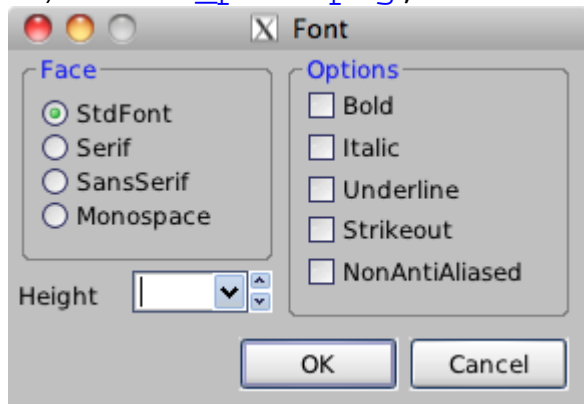 Font
Face
StdFont
Serif
SansSerif
Monospace
Height
Options
Bold
Italic
Underline
Strikeout
NonAntiAliased
OK
Cancel